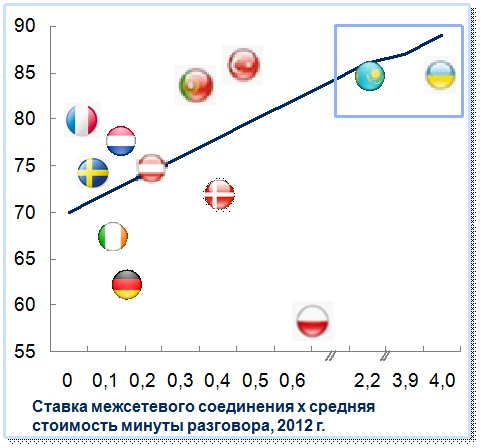 90
85
80
75
70
65
60
55
0 0,1 0,2 0,3 0,4 0,5 0,6 2,2 3,9 4,0
Ставка межсетевого соединения х средняя
стоимость минуты разговора, 2012 г.